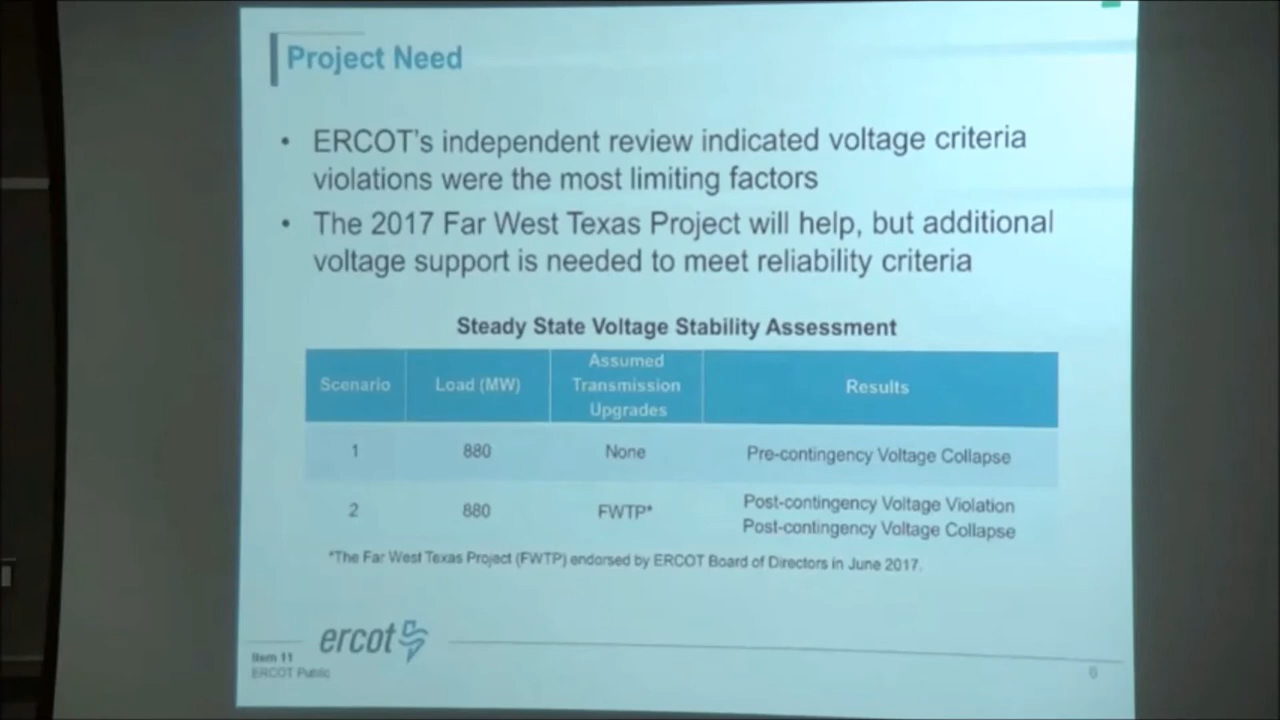 Project Need
• ERCOT's independent review indicated voltage criteria
violations were the most limiting factors
• The 2017 Far West Texas Project will help, but additional
voltage support is needed to meet reliability criteria
Steady State Voltage Stability Assessment
Scenario Load (MW) Assumed Transmission Upgrades Results
1 880 None Pre-contingency Voltage Collapse
2 880 FWTP* Post-contingency Voltage Violation
Post-contingency Voltage Collapse
*The Far West Texas Project (FWTP) endorsed by ERCOT Board of Directors in June 2017.
ercot
Item 11
ERCOT Public
6